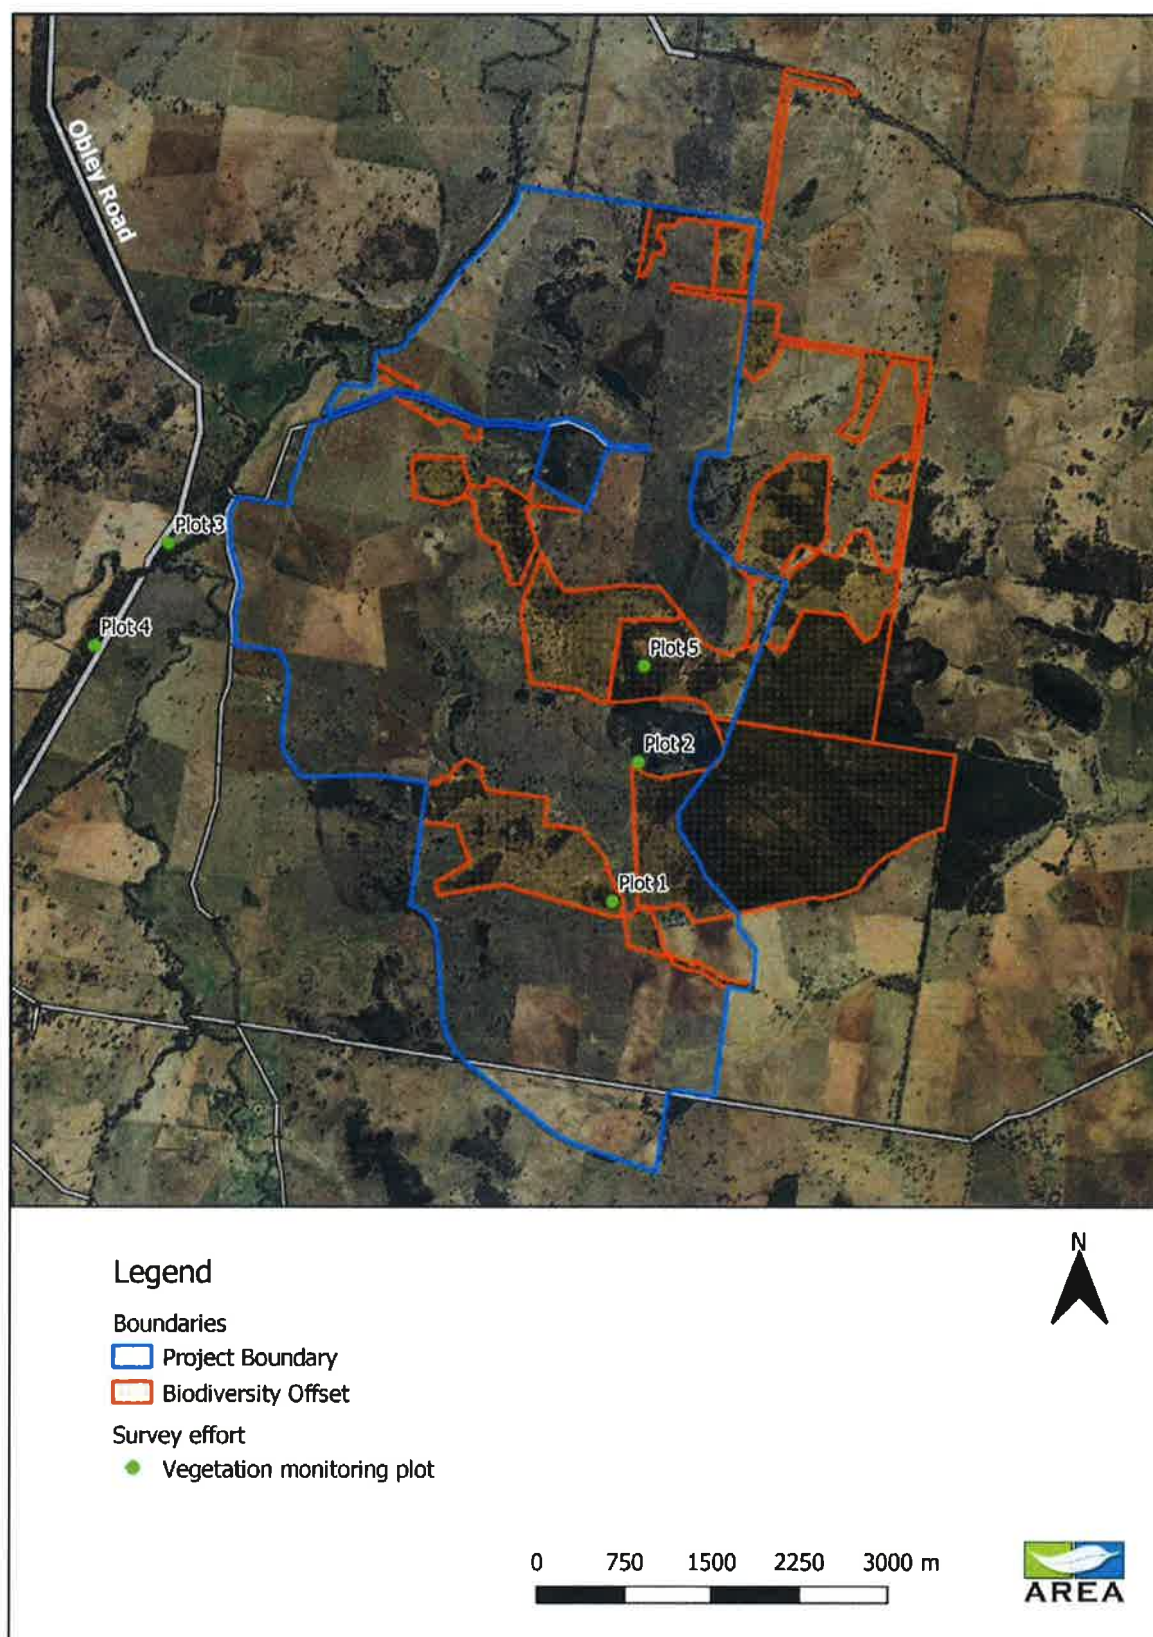 Obley Road
Plot 3
Plot 4
Plot 5
Plot 2
Plot 1
N
Legend
Boundaries
Project Boundary
Biodiversity Offset
Survey effort
Vegetation monitoring plot
0 750 1500 2250 3000 m
AREA